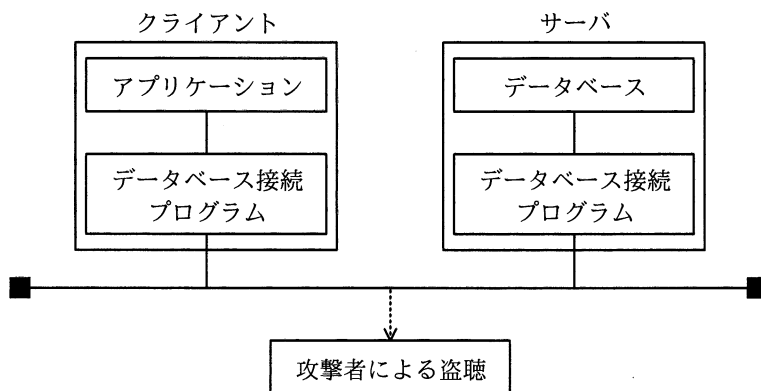 クライアント
アプリケーション
データベース接続
プログラム
サーバ
データベース
データベース接続
プログラム
攻撃者による盗聴